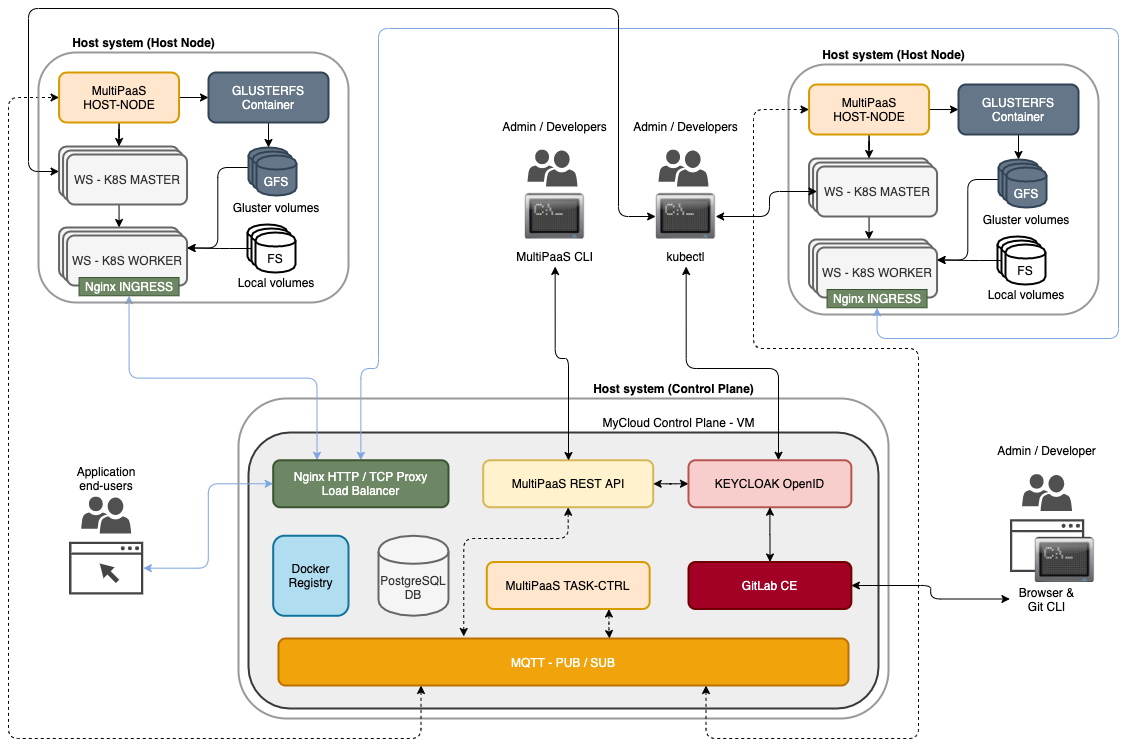 Host system (Host Node)
MultiPaaS
HOST-NODE
GLUSTERFS
Container
WS - K8S MASTER
GFS
Gluster volumes
WS - K8S WORKER
FS
Nginx INGRESS
Local volumes
Admin / Developers
C:\_
MultiPaaS CLI
Admin / Developers
C:\_
kubectl
Host system (Host Node)
MultiPaaS
HOST-NODE
GLUSTERFS
Container
WS - K8S MASTER
GFS
Gluster volumes
WS - K8S WORKER
FS
Nginx INGRESS
Local volumes
Host system (Control Plane)
MyCloud Control Plane - VM
Nginx HTTP / TCP Proxy
Load Balancer
MultiPaaS REST API
KEYCLOAK OpenID
Docker
Registry
PostgreSQL
DB
MultiPaaS TASK-CTRL
GitLab CE
MQTT - PUB / SUB
Application
end-users
Admin / Developer
C:\_
Browser &
Git CLI